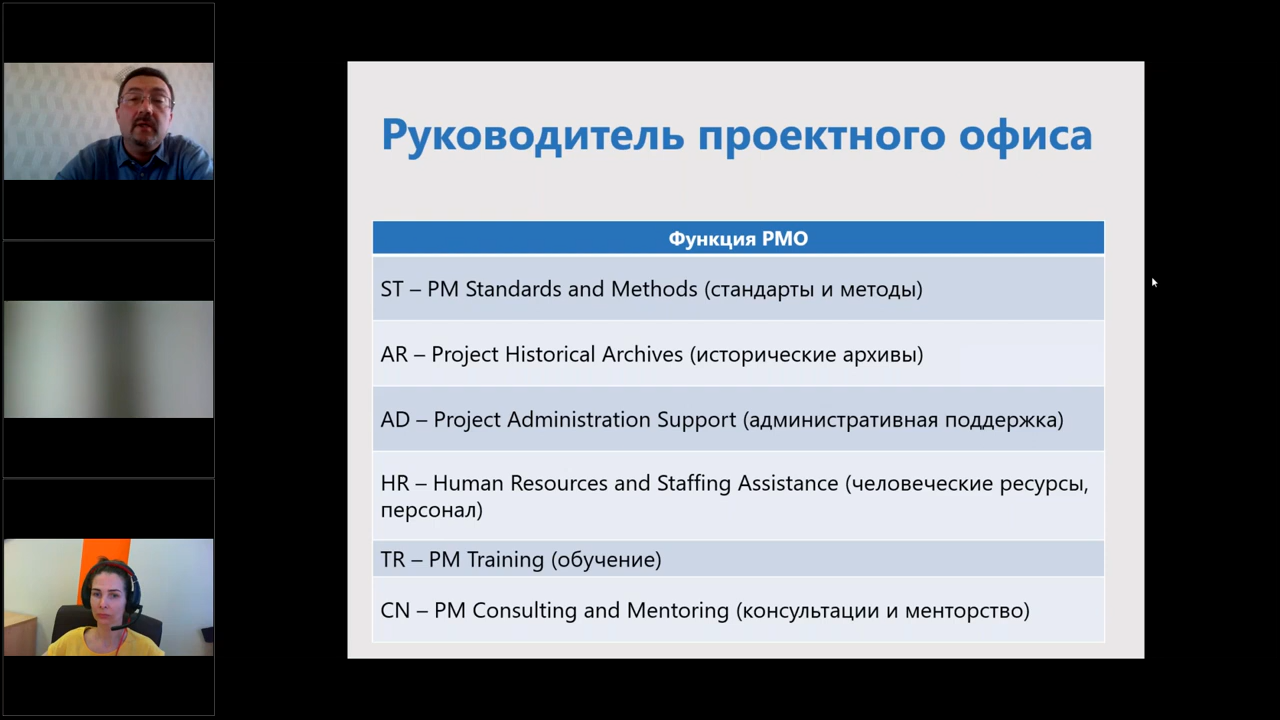 Руководитель проектного офиса
Функция PMO
ST – PM Standards and Methods (стандарты и методы)
AR – Project Historical Archives (исторические архивы)
AD – Project Administration Support (административная поддержка)
HR – Human Resources and Staffing Assistance (человеческие ресурсы,
персонал)
TR – PM Training (обучение)
CN – PM Consulting and Mentoring (консультации и менторство)